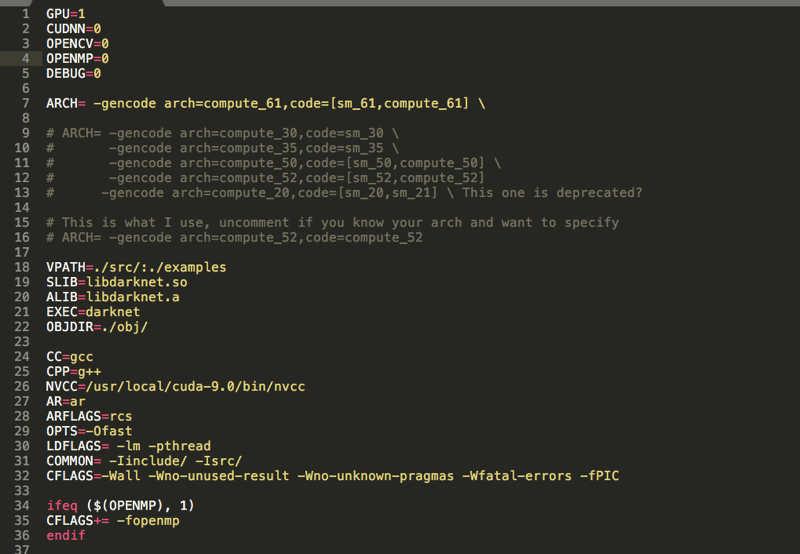 1 GPU=1
2 CUDNN=0
3 OPENCV=0
4 OPENMP=0
5 DEBUG=0
6
7 ARCH= -gencode arch=compute_61,code=[sm_61,compute_61] \
8
9 # ARCH= -gencode arch=compute_30,code=sm_30 \
10 #       -gencode arch=compute_35,code=sm_35 \
11 #       -gencode arch=compute_50,code=[sm_50,compute_50] \
12 #       -gencode arch=compute_52,code=[sm_52,compute_52]
13 #      -gencode arch=compute_20,code=[sm_20,sm_21] \ This one is deprecated?
14
15 # This is what I use, uncomment if you know your arch and want to specify
16 # ARCH= -gencode arch=compute_52,code=compute_52
17
18 VPATH=./src/:./examples
19 SLIB=libdarknet.so
20 ALIB=libdarknet.a
21 EXEC=darknet
22 OBJDIR=./obj/
23
24 CC=gcc
25 CPP=g++
26 NVCC=/usr/local/cuda-9.0/bin/nvcc
27 AR=ar
28 ARFLAGS=rcs
29 OPTS=-Ofast
30 LDFLAGS= -lm -pthread
31 COMMON= -Iinclude/ -Isrc/
32 CFLAGS=-Wall -Wno-unused-result -Wno-unknown-pragmas -Wfatal-errors -fPIC
33
34 ifeq ($(OPENMP), 1)
35 CFLAGS+= -fopenmp
36 endif
37